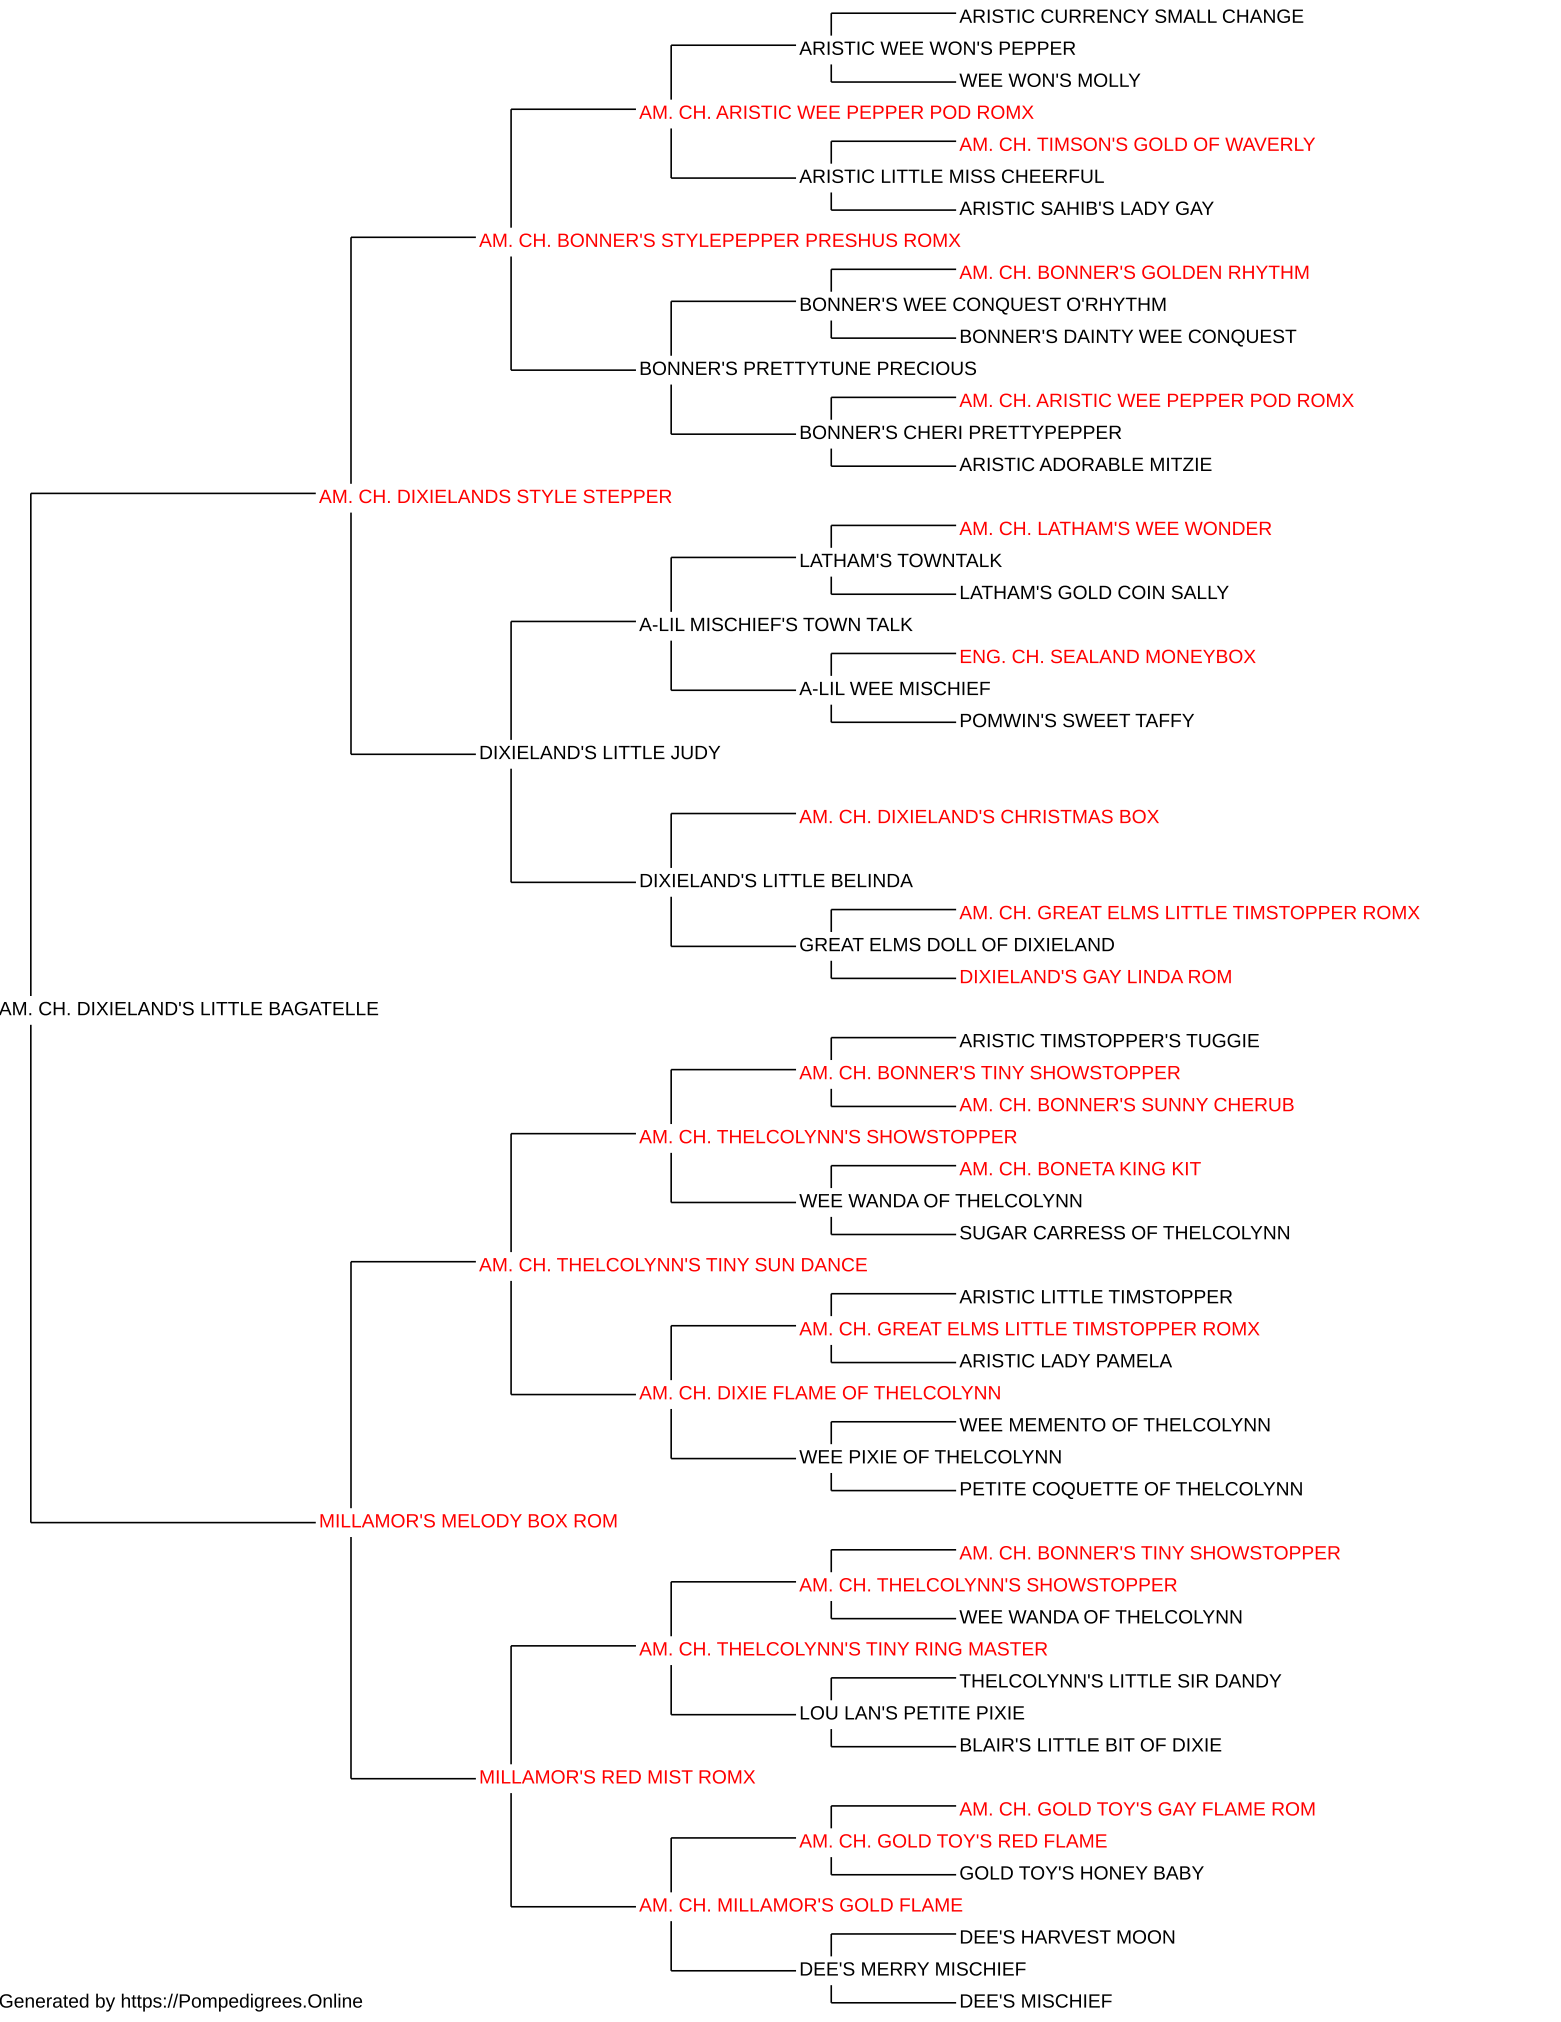 ARISTIC CURRENCY SMALL CHANGE
ARISTIC WEE WON'S PEPPER
WEE WON'S MOLLY
AM. CH. ARISTIC WEE PEPPER POD ROMX
AM. CH. TIMSON'S GOLD OF WAVERLY
ARISTIC LITTLE MISS CHEERFUL
ARISTIC SAHIB'S LADY GAY
AM. CH. BONNER'S STYLEPEPPER PRESHUS ROMX
AM. CH. BONNER'S GOLDEN RHYTHM
BONNER'S WEE CONQUEST O'RHYTHM
BONNER'S DAINTY WEE CONQUEST
BONNER'S PRETTYTUNE PRECIOUS
AM. CH. ARISTIC WEE PEPPER POD ROMX
BONNER'S CHERI PRETTYPEPPER
ARISTIC ADORABLE MITZIE
AM. CH. DIXIELANDS STYLE STEPPER
AM. CH. LATHAM'S WEE WONDER
LATHAM'S TOWNTALK
LATHAM'S GOLD COIN SALLY
A-LIL MISCHIEF'S TOWN TALK
ENG. CH. SEALAND MONEYBOX
A-LIL WEE MISCHIEF
POMWIN'S SWEET TAFFY
DIXIELAND'S LITTLE JUDY
AM. CH. DIXIELAND'S CHRISTMAS BOX
DIXIELAND'S LITTLE BELINDA
AM. CH. GREAT ELMS LITTLE TIMSTOPPER ROMX
GREAT ELMS DOLL OF DIXIELAND
DIXIELAND'S GAY LINDA ROM
AM. CH. DIXIELAND'S LITTLE BAGATELLE
ARISTIC TIMSTOPPER'S TUGGIE
AM. CH. BONNER'S TINY SHOWSTOPPER
AM. CH. BONNER'S SUNNY CHERUB
AM. CH. THELCOLYNN'S SHOWSTOPPER
AM. CH. BONETA KING KIT
WEE WANDA OF THELCOLYNN
SUGAR CARRESS OF THELCOLYNN
AM. CH. THELCOLYNN'S TINY SUN DANCE
ARISTIC LITTLE TIMSTOPPER
AM. CH. GREAT ELMS LITTLE TIMSTOPPER ROMX
ARISTIC LADY PAMELA
AM. CH. DIXIE FLAME OF THELCOLYNN
WEE MEMENTO OF THELCOLYNN
WEE PIXIE OF THELCOLYNN
PETITE COQUETTE OF THELCOLYNN
MILLAMOR'S MELODY BOX ROM
AM. CH. BONNER'S TINY SHOWSTOPPER
AM. CH. THELCOLYNN'S SHOWSTOPPER
WEE WANDA OF THELCOLYNN
AM. CH. THELCOLYNN'S TINY RING MASTER
THELCOLYNN'S LITTLE SIR DANDY
LOU LAN'S PETITE PIXIE
BLAIR'S LITTLE BIT OF DIXIE
MILLAMOR'S RED MIST ROMX
AM. CH. GOLD TOY'S GAY FLAME ROM
AM. CH. GOLD TOY'S RED FLAME
GOLD TOY'S HONEY BABY
AM. CH. MILLAMOR'S GOLD FLAME
DEE'S HARVEST MOON
DEE'S MERRY MISCHIEF
DEE'S MISCHIEF
Generated by https://Pompedigrees.Online